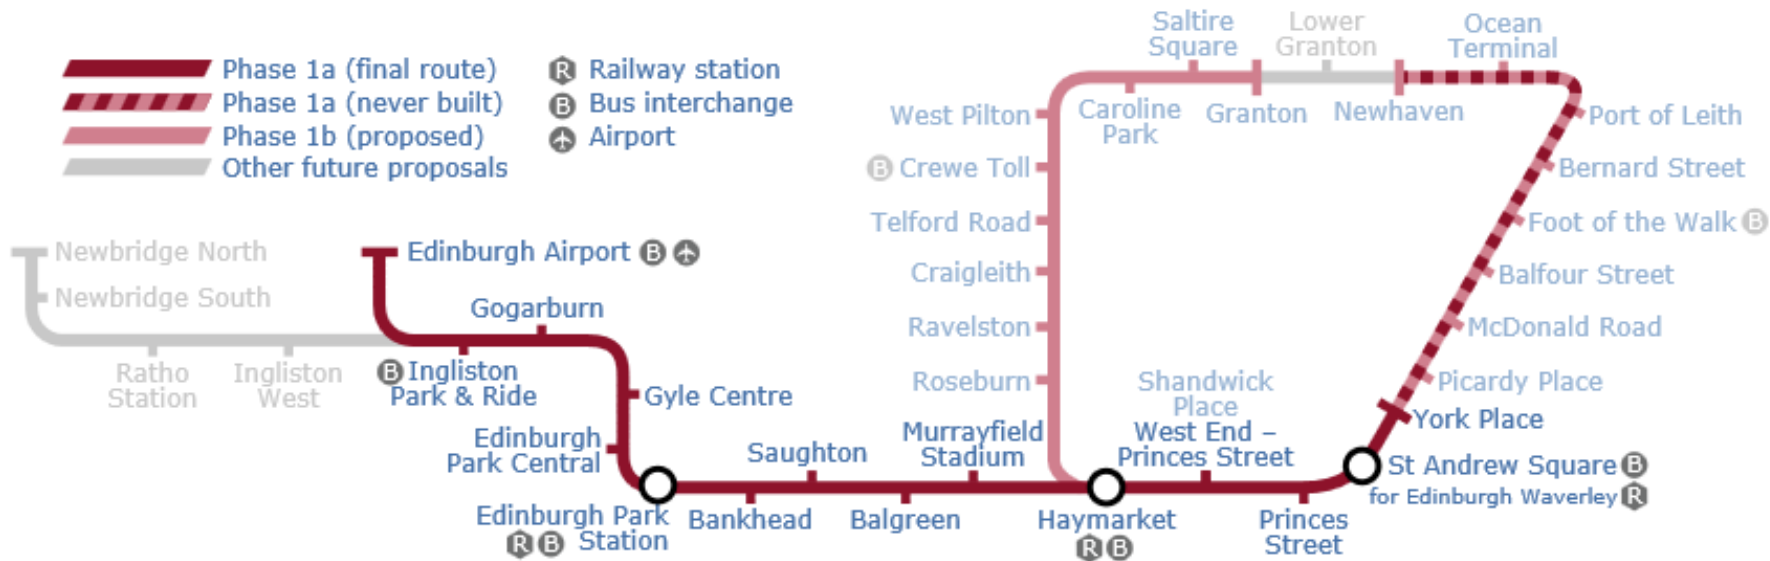 Phase 1a (final route)
Phase 1a (never built)
Phase 1b (proposed)
Other future proposals
R Railway station
B Bus interchange
Airport
Newbridge North
Newbridge South
Ratho
Station
Ingliston
West
Edinburgh Airport B
B Ingliston
Park & Ride
Gogarburn
Gyle Centre
Edinburgh
Park Central
Edinburgh Park
R B Station
Bankhead
Saughton
Balgreen
Murrayfield
Stadium
Haymarket
R B
Shandwick
Place
West End –
Princes Street
Princes
Street
St Andrew Square B
for Edinburgh Waverley R
York Place
Picardy Place
McDonald Road
Balfour Street
Foot of the Walk B
Bernard Street
Port of Leith
Ocean
Terminal
Newhaven
Lower
Granton
Granton
Saltire
Square
Caroline
Park
West Pilton
B Crewe Toll
Telford Road
Craigleith
Ravelston
Roseburn